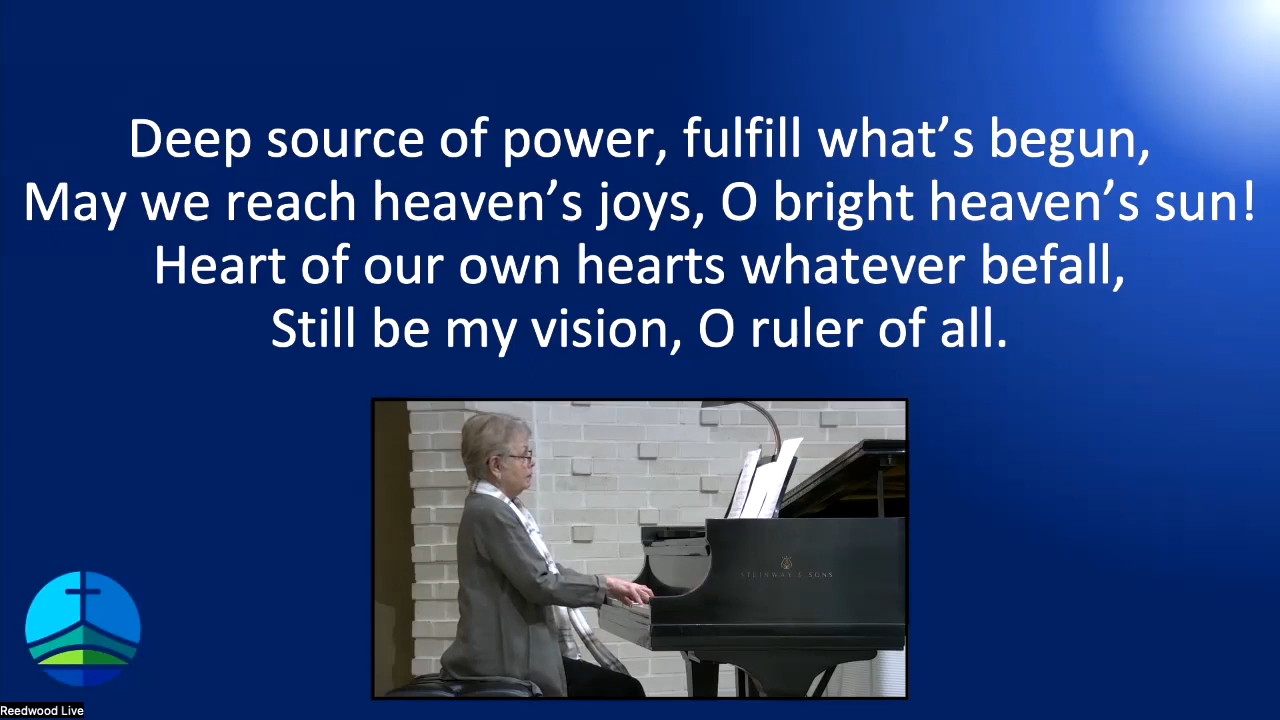 Deep source of power, fulfill what’s begun,
May we reach heaven’s joys, O bright heaven’s sun!
Heart of our own hearts whatever befall,
Still be my vision, O ruler of all.
STEINWAY & SONS
Reedwood Live